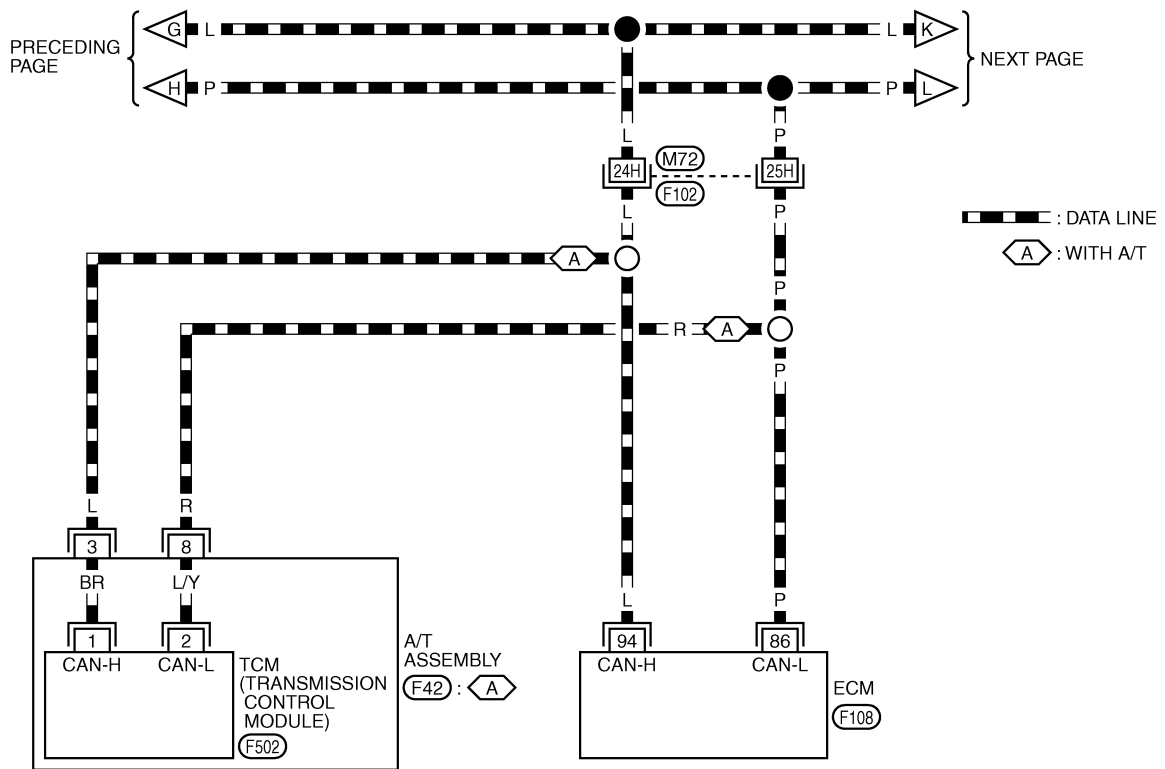 G L L K
PRECEDING
PAGE
NEXT PAGE
H P P L
L P
24H M72 25H
F102
L P
: DATA LINE
A : WITH A/T
A
P
R A
P
L R
3 8
BR L/Y
L P
1 2
94 86
CAN-H CAN-L
CAN-H CAN-L
A/T
ASSEMBLY
F42 : A
TCM
(TRANSMISSION
CONTROL
MODULE)
F502
ECM
F108